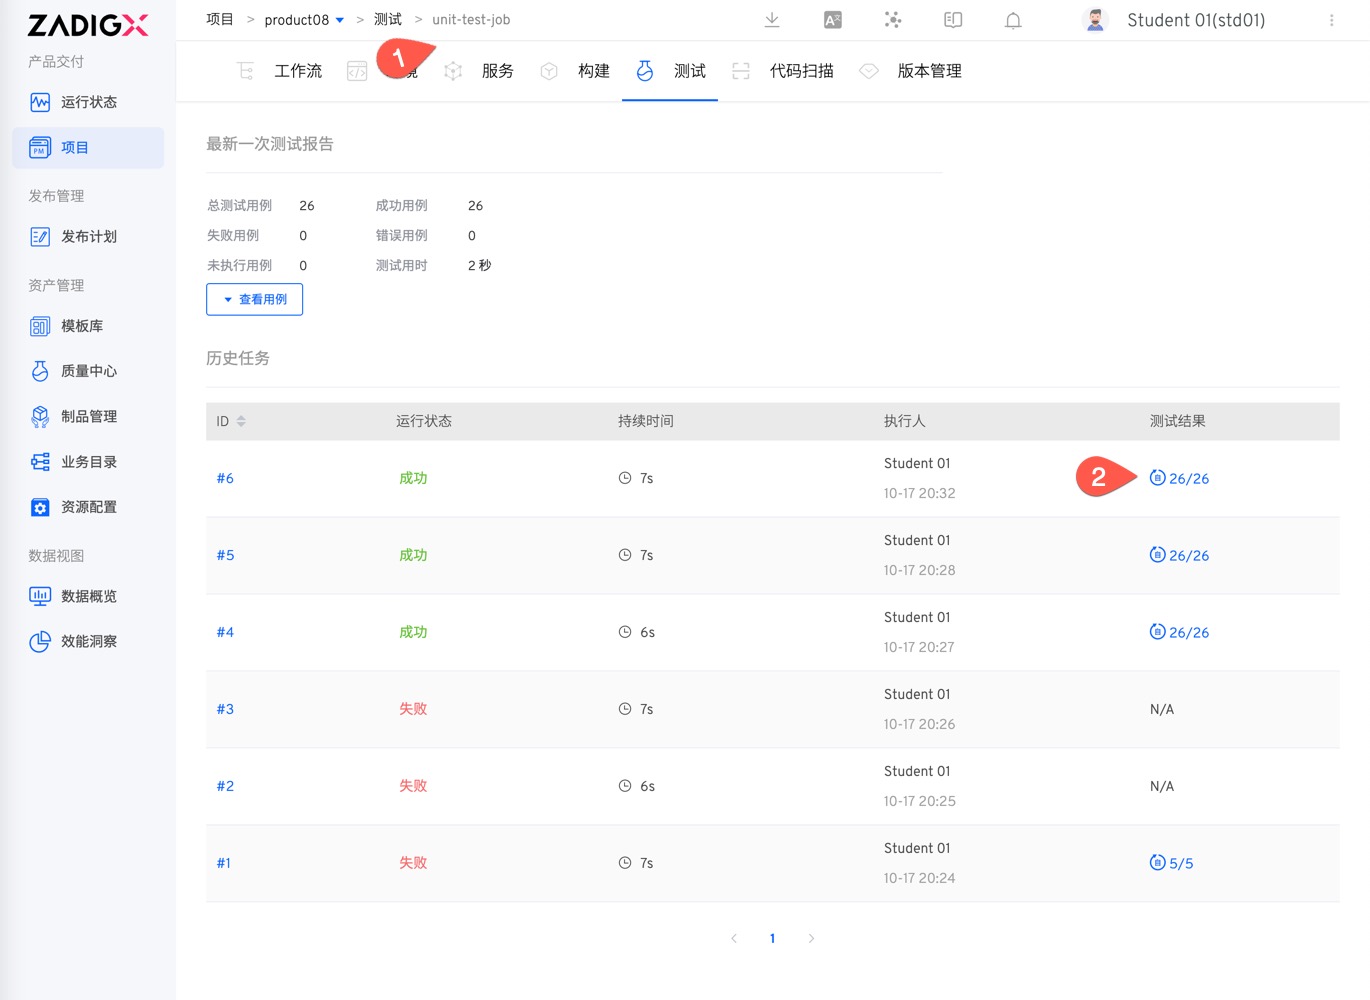 ZADIGX
项目 > product08 > 测试 > unit-test-job
Student 01(std01)
产品交付
运行状态
项目
发布管理
发布计划
资产管理
模板库
质量中心
制品管理
业务目录
资源配置
数据视图
数据概览
效能洞察
工作流
1
服务
构建
测试
代码扫描
版本管理
最新一次测试报告
总测试用例 26 成功用例 26
失败用例 0 错误用例 0
未执行用例 0 测试用时 2 秒
查看用例
历史任务
ID 运行状态 持续时间 执行人 测试结果
#6 成功 7s Student 01 2 26/26
10-17 20:32
#5 成功 7s Student 01 26/26
10-17 20:28
#4 成功 6s Student 01 26/26
10-17 20:27
#3 失败 7s Student 01 N/A
10-17 20:26
#2 失败 6s Student 01 N/A
10-17 20:25
#1 失败 7s Student 01 5/5
10-17 20:24
< 1 >